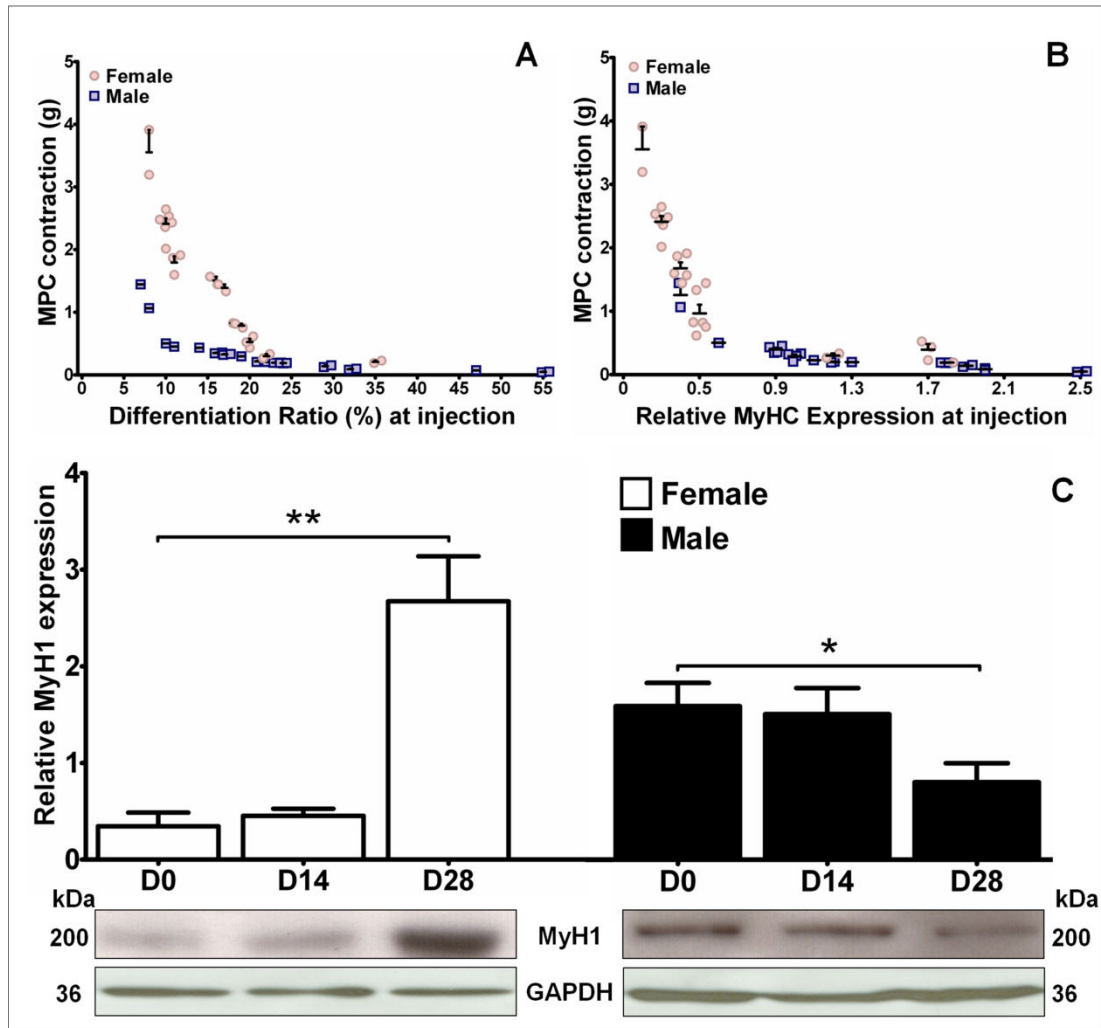 A
Female
Male
MPC contraction (g)
5
4
3
2
1
0
0 5 10 15 20 25 30 35 40 45 50 55 65
Differentiation Ratio (%) at injection
B
Female
Male
MPC contraction (g)
5
4
3
2
1
0
0 0.5 0.9 1.3 1.7 2.1 2.5
Relative MyHC Expression at injection
C
Female
Male
Relative MyH1 expression
4
3
2
1
0
**
*
D0 D14 D28 D0 D14 D28
kDa kDa
200 MyH1 200
36 GAPDH 36